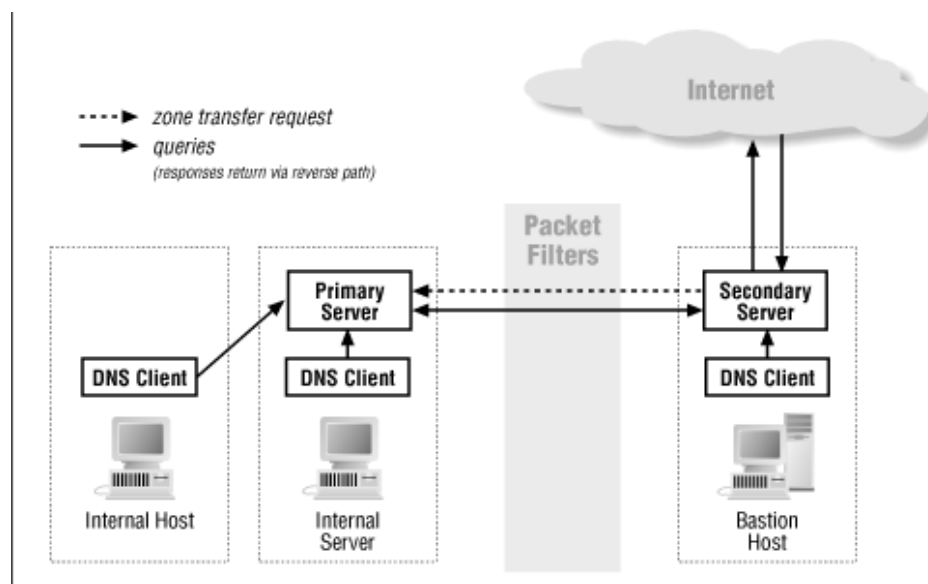 Internet
zone transfer request
queries
(responses return via reverse path)
Packet
Filters
Primary
Server
Secondary
Server
DNS Client
DNS Client
DNS Client
Internal Host
Internal
Server
Bastion
Host